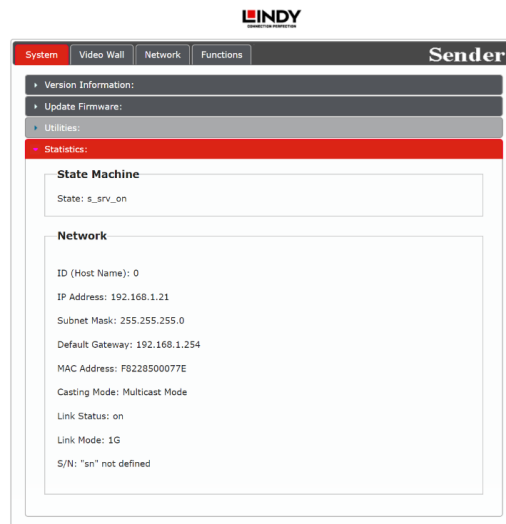 LINDY
CONNECTION PERFECTION
System Video Wall Network Functions Sender
Version Information:
Update Firmware:
Utilities:
Statistics:
State Machine
State: s_srv_on
Network
ID (Host Name): 0
IP Address: 192.168.1.21
Subnet Mask: 255.255.255.0
Default Gateway: 192.168.1.254
MAC Address: F8228500077E
Casting Mode: Multicast Mode
Link Status: on
Link Mode: 1G
S/N: "sn" not defined